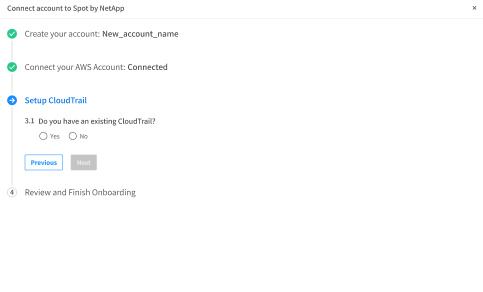 Connect account to Spot by NetApp ×
Create your account: New_account_name
Connect your AWS Account: Connected
Setup CloudTrail
3.1 Do you have an existing CloudTrail?
Yes No
Previous Next
4 Review and Finish Onboarding